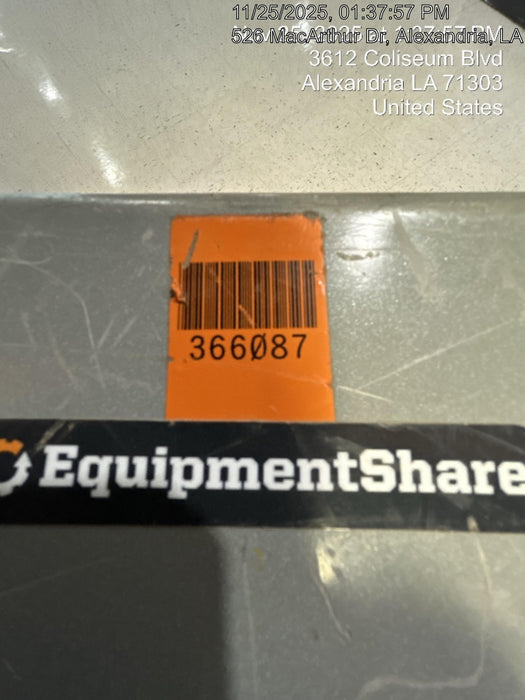 11/25/2025, 01:37:57 PM
526 MacArthur Dr, Alexandria, LA
3612 Coliseum Blvd
Alexandria LA 71303
United States
366087
EquipmentShare